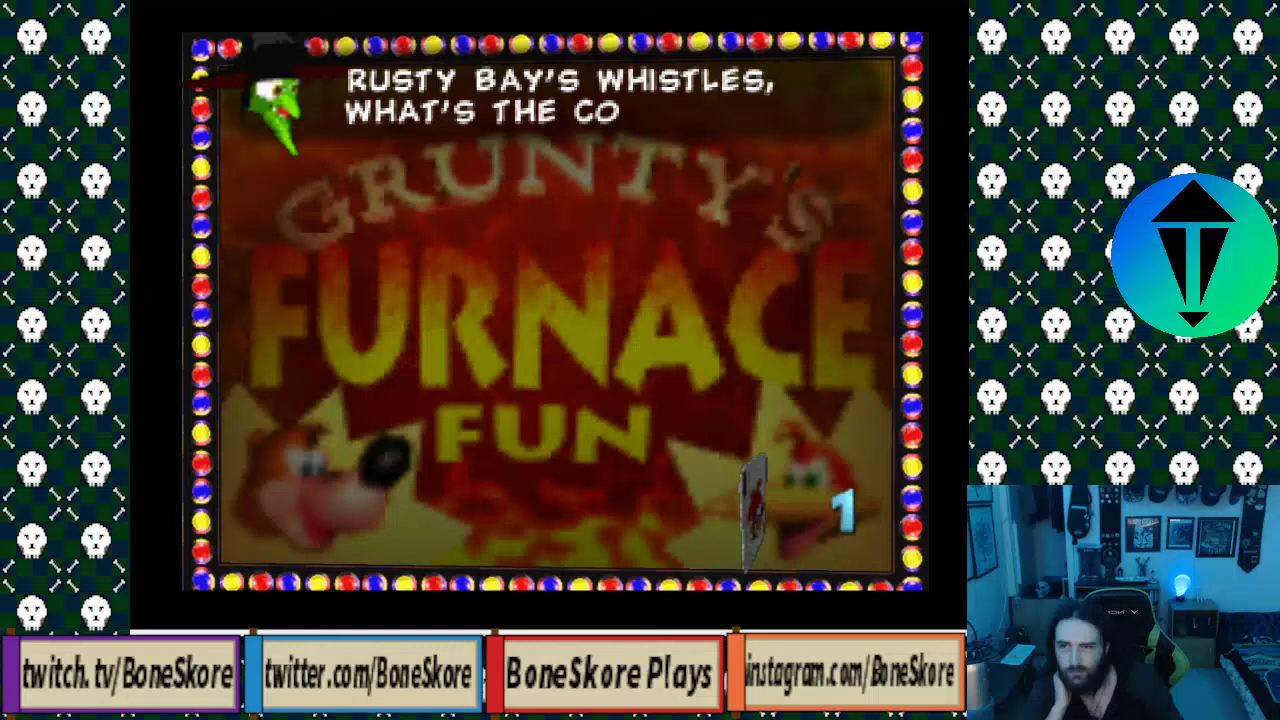 RUSTY BAY'S WHISTLES,
WHAT'S THE CO
GRUNTY'S
FURNACE
FUN
1
twitch.tv/BoneSkore
twitter.com/BoneSkore
BoneSkore Plays
instagram.com/BoneSkore